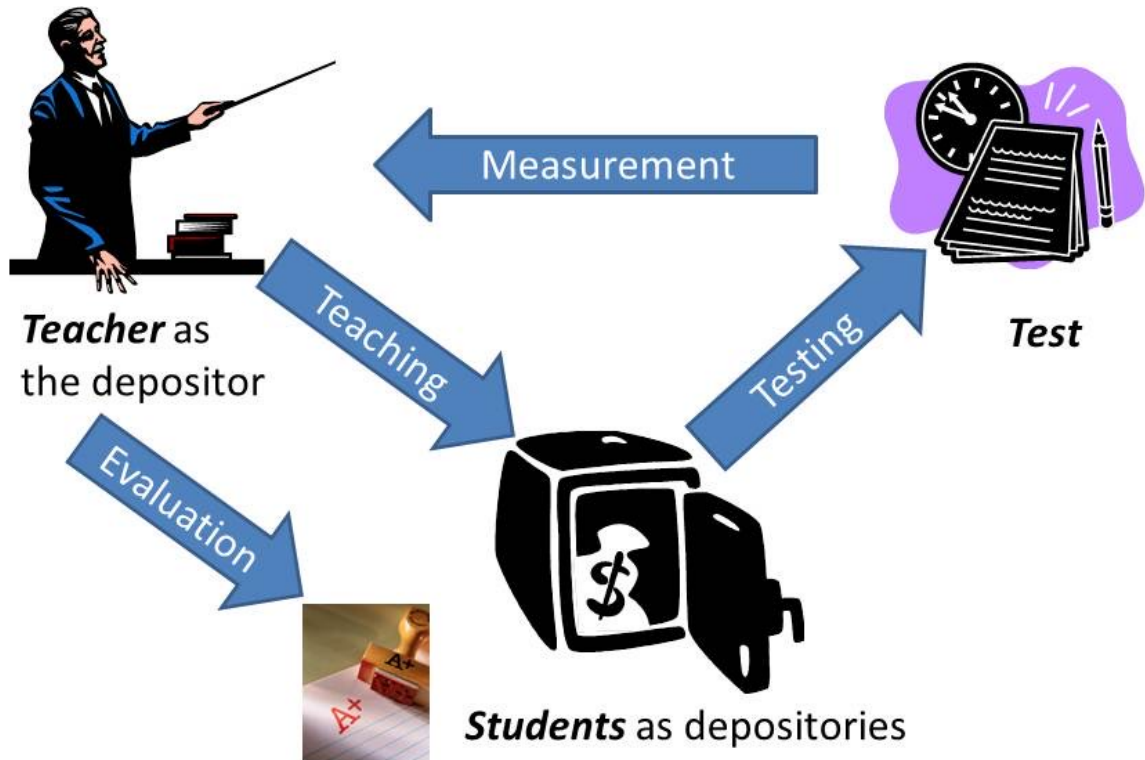 Measurement
Teaching
Testing
Teacher as
the depositor
Test
Evaluation
A+
A+
Students as depositories